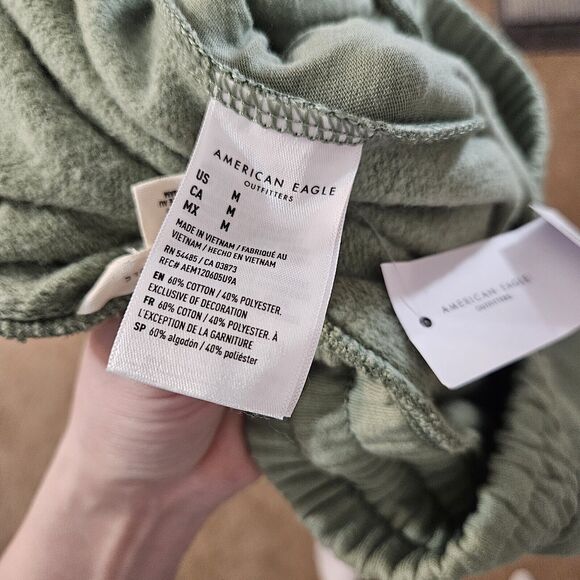 AMERICAN EAGLE
OUTFITTERS
US M
CA M
MX M
MADE IN VIETNAM / FABRIQUÉ AU
VIETNAM / HECHO EN VIETNAM
RN 54485 / CA 03873
RFC# AEM120605U9A
EN 60% COTTON / 40% POLYESTER.
EXCLUSIVE OF DECORATION
FR 60% COTON / 40% POLYESTER.
À L'EXCEPTION DE LA GARNITURE
SP 60% algodón / 40% poliéster
AMERICAN EAGLE
OUTFITTERS